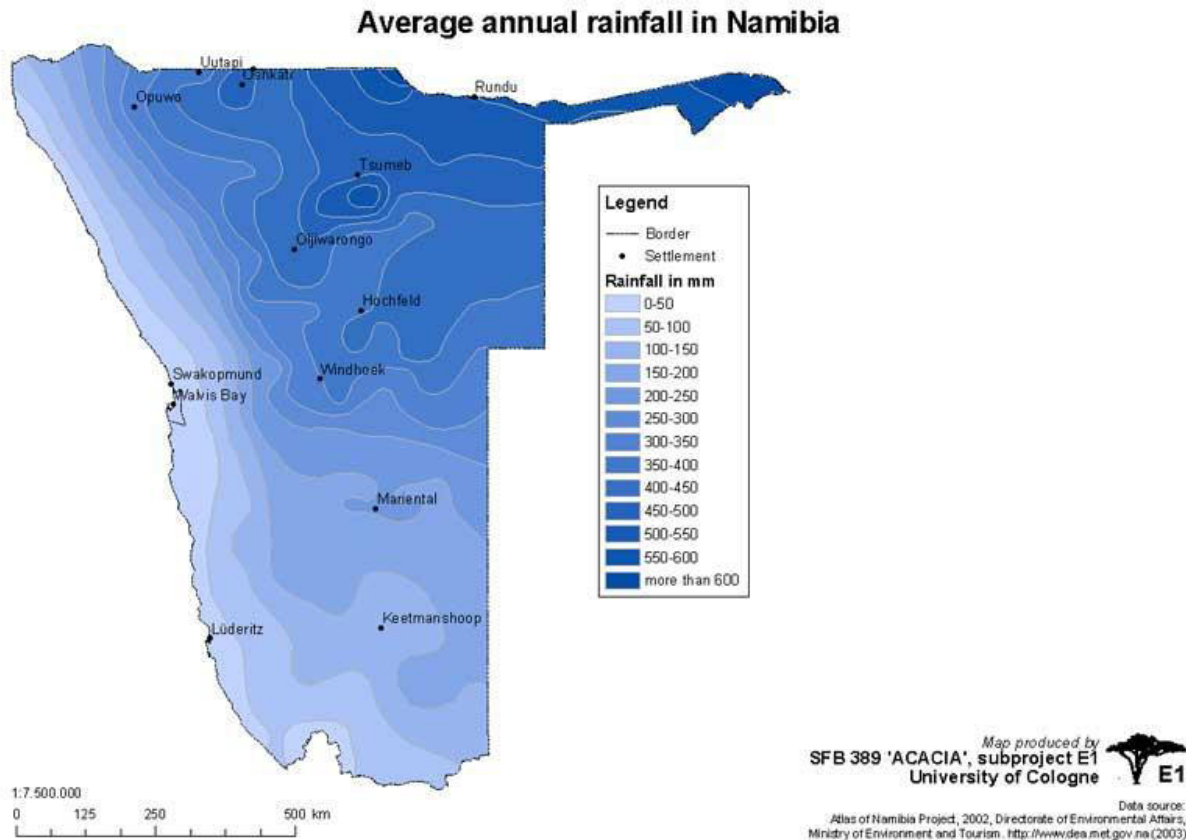 Average annual rainfall in Namibia
Uutapi
Oshkati
Opuwo
Rundu
Tsumeb
Otjiwarongo
Hochfeld
Windhoek
Swakopmund
Walvis Bay
Mariental
Keetmanshoop
Lüderitz
Legend
Border
Settlement
Rainfall in mm
0-50
50-100
100-150
150-200
200-250
250-300
300-350
350-400
400-450
450-500
500-550
550-600
more than 600
1:7.500.000
0 125 250 500 km
Map produced by
SFB 389 'ACACIA', subproject E1
University of Cologne
E1
Data source:
Atlas of Namibia Project, 2002, Directorate of Environmental Affairs,
Ministry of Environment and Tourism. http://www.dea.met.gov.na (2003)